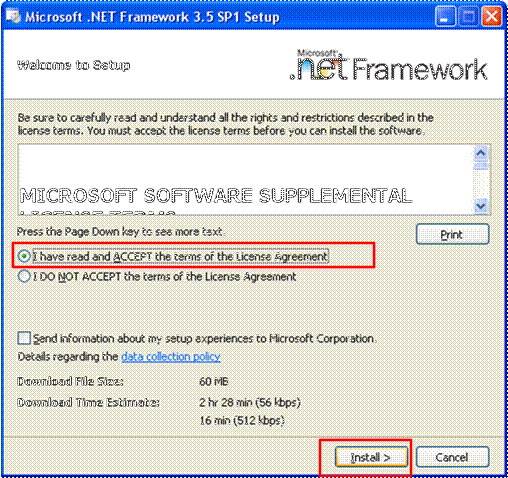 Microsoft .NET Framework 3.5 SP1 Setup
Welcome to Setup
Microsoft
.net Framework
Be sure to carefully read and understand all the rights and restrictions described in the
license terms. You must accept the license terms before you can install the software.
MICROSOFT SOFTWARE SUPPLEMENTAL
LICENSE TERMS
Press the Page Down key to see more text.
Print
I have read and ACCEPT the terms of the License Agreement
I DO NOT ACCEPT the terms of the License Agreement
Send information about my setup experiences to Microsoft Corporation.
Details regarding the data collection policy
Download File Size: 60 MB
Download Time Estimate: 2 hr 28 min (56 kbps)
16 min (512 kbps)
Install >
Cancel